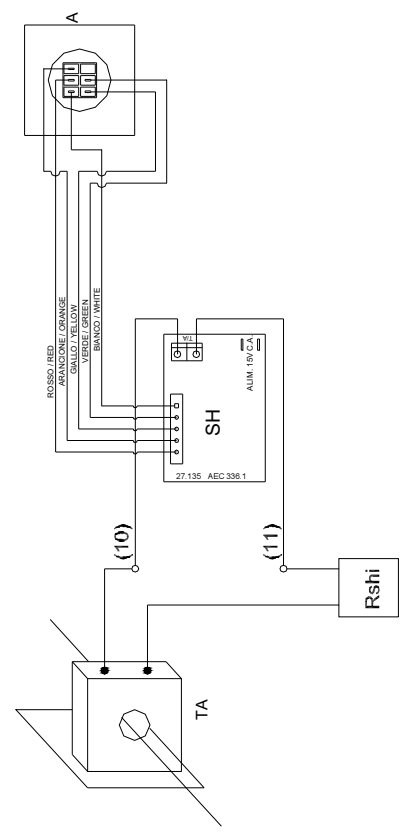 A
ROSSO / RED
ARANCIONE / ORANGE
GIALLO / YELLOW
VERDE / GREEN
BIANCO / WHITE
T/A
ALIM. 15V C.A.
SH
27.135 AEC 336.1
(10)
(11)
Rshi
TA